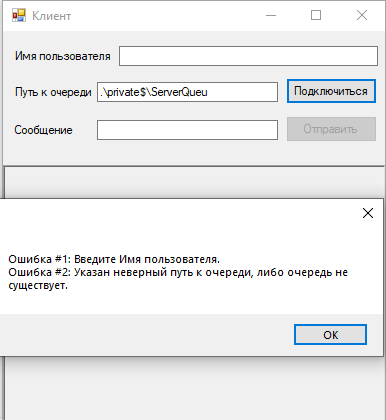 Клиент
Имя пользователя
Путь к очереди .\private$\ServerQueu Подключиться
Сообщение Отправить
Ошибка #1: Введите Имя пользователя.
Ошибка #2: Указан неверный путь к очереди, либо очередь не
существует.
OK